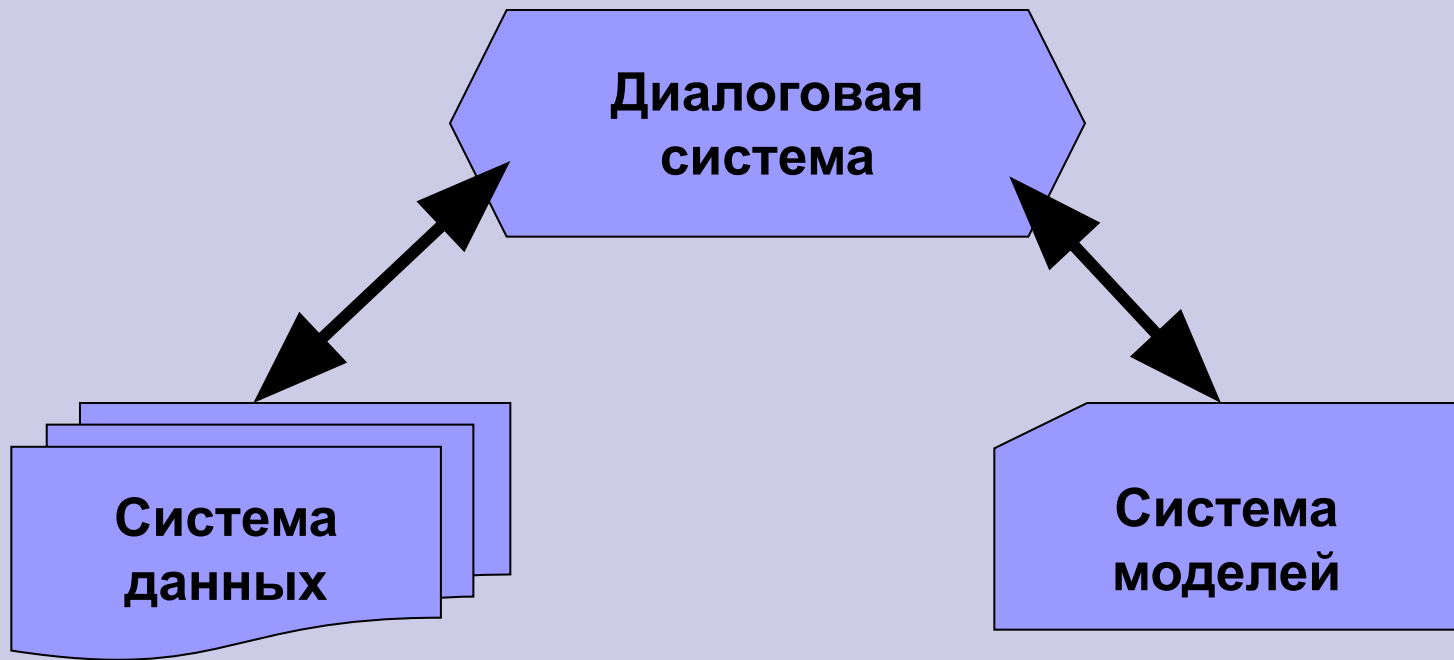 Диалоговая
система
Система
данных
Система
моделей